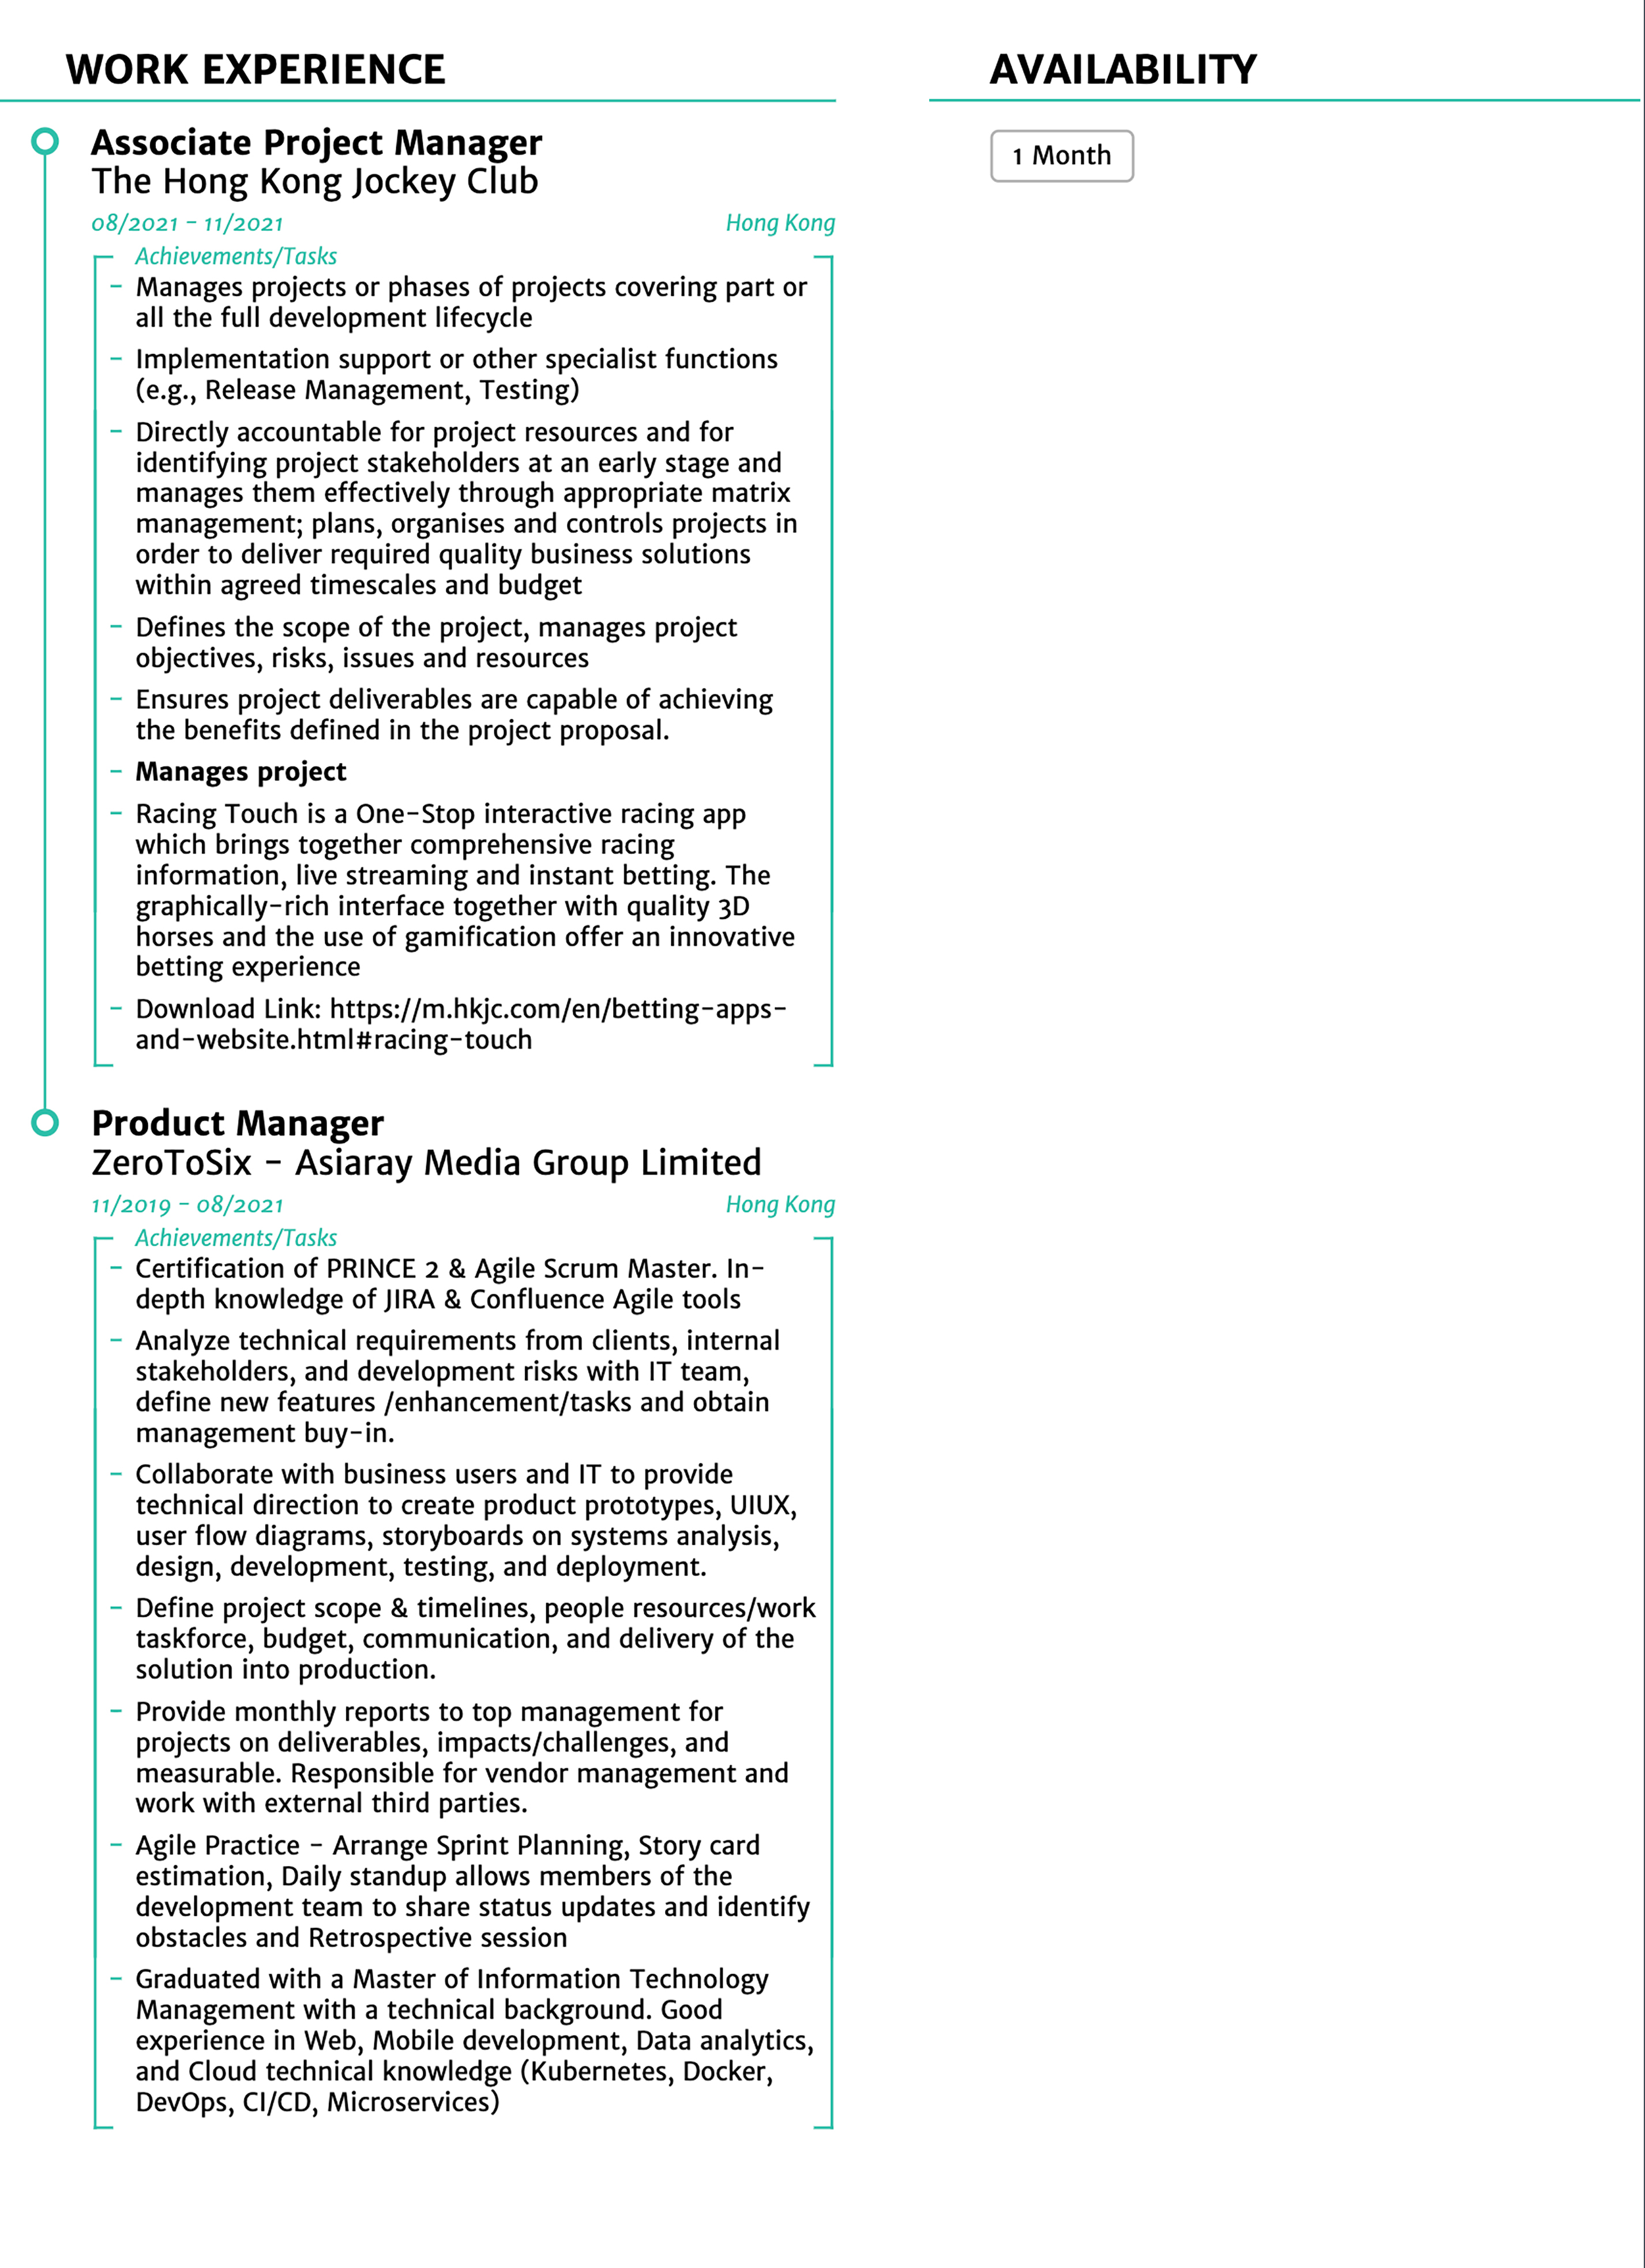 WORK EXPERIENCE
Associate Project Manager
The Hong Kong Jockey Club
08/2021 – 11/2021
Hong Kong
Achievements/Tasks
– Manages projects or phases of projects covering part or
all the full development lifecycle
– Implementation support or other specialist functions
(e.g., Release Management, Testing)
– Directly accountable for project resources and for
identifying project stakeholders at an early stage and
manages them effectively through appropriate matrix
management; plans, organises and controls projects in
order to deliver required quality business solutions
within agreed timescales and budget
– Defines the scope of the project, manages project
objectives, risks, issues and resources
– Ensures project deliverables are capable of achieving
the benefits defined in the project proposal.
– Manages project
– Racing Touch is a One-Stop interactive racing app
which brings together comprehensive racing
information, live streaming and instant betting. The
graphically-rich interface together with quality 3D
horses and the use of gamification offer an innovative
betting experience
– Download Link: https://m.hkjc.com/en/betting-apps-
and-website.html#racing-touch
Product Manager
ZeroToSix – Asiaray Media Group Limited
11/2019 – 08/2021
Hong Kong
Achievements/Tasks
– Certification of PRINCE 2 & Agile Scrum Master. In-
depth knowledge of JIRA & Confluence Agile tools
– Analyze technical requirements from clients, internal
stakeholders, and development risks with IT team,
define new features /enhancement/tasks and obtain
management buy-in.
– Collaborate with business users and IT to provide
technical direction to create product prototypes, UIUX,
user flow diagrams, storyboards on systems analysis,
design, development, testing, and deployment.
– Define project scope & timelines, people resources/work
taskforce, budget, communication, and delivery of the
solution into production.
– Provide monthly reports to top management for
projects on deliverables, impacts/challenges, and
measurable. Responsible for vendor management and
work with external third parties.
– Agile Practice – Arrange Sprint Planning, Story card
estimation, Daily standup allows members of the
development team to share status updates and identify
obstacles and Retrospective session
– Graduated with a Master of Information Technology
Management with a technical background. Good
experience in Web, Mobile development, Data analytics,
and Cloud technical knowledge (Kubernetes, Docker,
DevOps, CI/CD, Microservices)
AVAILABILITY
1 Month